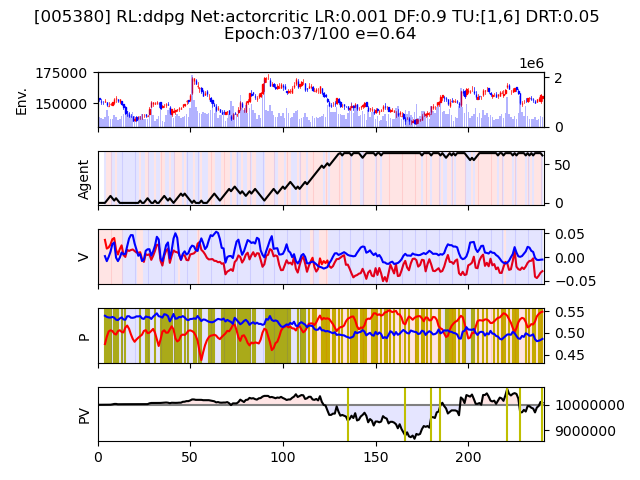 [005380] RL:ddpg Net:actorcritic LR:0.001 DF:0.9 TU:[1,6] DRT:0.05
Epoch:037/100 e=0.64
1e6
175000
150000
Env.
2
0
Agent
50
0
V
0.05
0.00
−0.05
P
0.55
0.50
0.45
PV
10000000
9000000
0 50 100 150 200